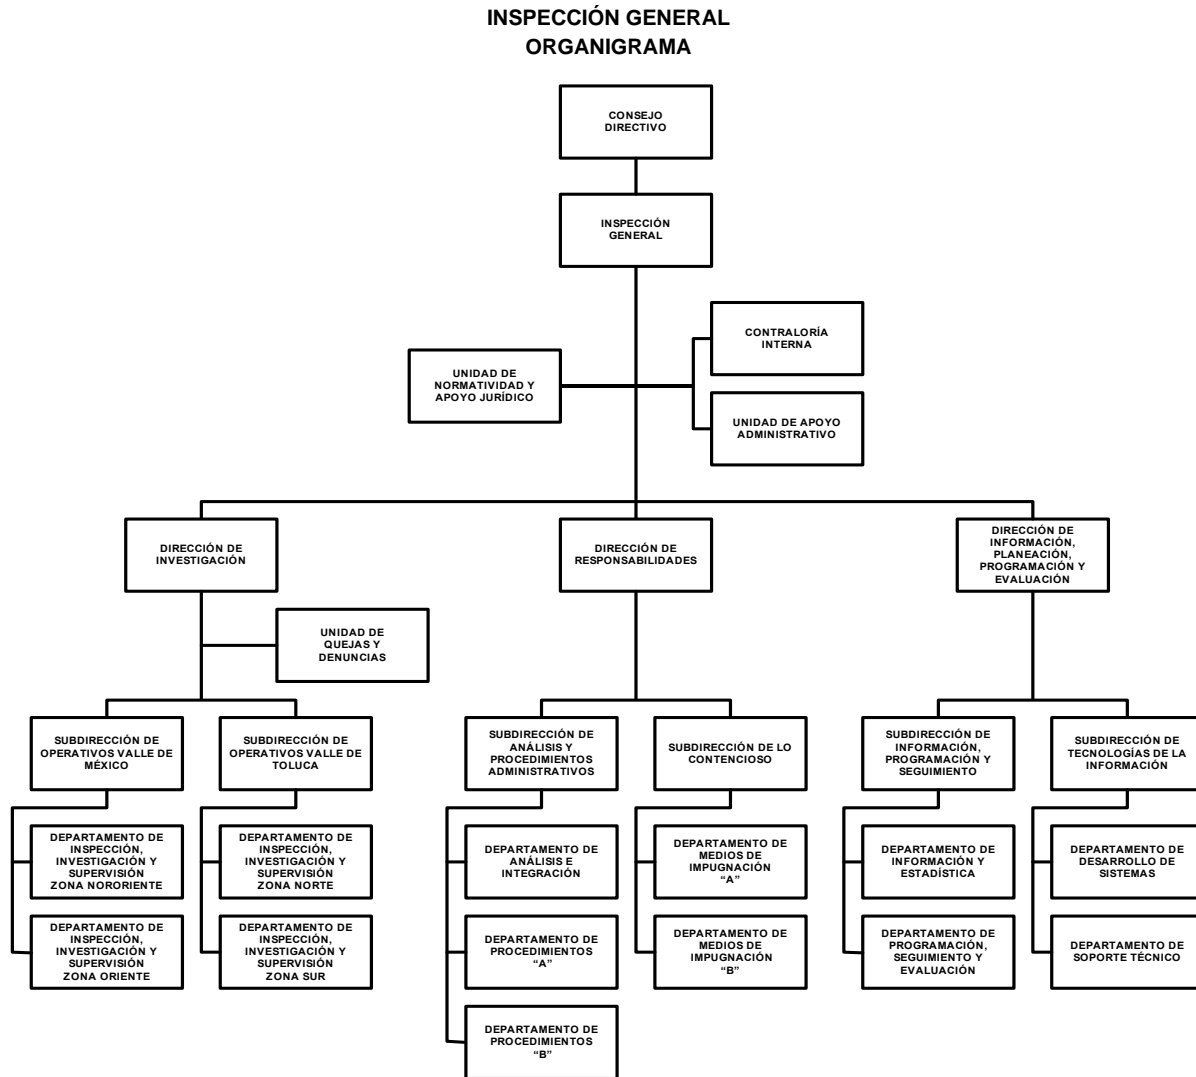 INSPECCIÓN GENERAL
ORGANIGRAMA
CONSEJO
DIRECTIVO
INSPECCIÓN
GENERAL
CONTRALORÍA
INTERNA
UNIDAD DE
NORMATIVIDAD Y
APOYO JURÍDICO
UNIDAD DE APOYO
ADMINISTRATIVO
DIRECCIÓN DE
INVESTIGACIÓN
DIRECCIÓN DE
RESPONSABILIDADES
DIRECCIÓN DE
INFORMACIÓN,
PLANEACIÓN,
PROGRAMACIÓN Y
EVALUACIÓN
UNIDAD DE
QUEJAS Y
DENUNCIAS
SUBDIRECCIÓN DE
OPERATIVOS VALLE DE
MÉXICO
SUBDIRECCIÓN DE
OPERATIVOS VALLE DE
TOLUCA
SUBDIRECCIÓN DE
ANÁLISIS Y
PROCEDIMIENTOS
ADMINISTRATIVOS
SUBDIRECCIÓN DE LO
CONTENCIOSO
SUBDIRECCIÓN DE
INFORMACIÓN,
PROGRAMACIÓN Y
SEGUIMIENTO
SUBDIRECCIÓN DE
TECNOLOGÍAS DE LA
INFORMACIÓN
DEPARTAMENTO DE
INSPECCIÓN,
INVESTIGACIÓN Y
SUPERVISIÓN
ZONA NORORIENTE
DEPARTAMENTO DE
INSPECCIÓN,
INVESTIGACIÓN Y
SUPERVISIÓN
ZONA NORTE
DEPARTAMENTO DE
ANÁLISIS E
INTEGRACIÓN
DEPARTAMENTO DE
MEDIOS DE
IMPUGNACIÓN
“A”
DEPARTAMENTO DE
INFORMACIÓN Y
ESTADÍSTICA
DEPARTAMENTO DE
DESARROLLO DE
SISTEMAS
DEPARTAMENTO DE
INSPECCIÓN,
INVESTIGACIÓN Y
SUPERVISIÓN
ZONA ORIENTE
DEPARTAMENTO DE
INSPECCIÓN,
INVESTIGACIÓN Y
SUPERVISIÓN
ZONA SUR
DEPARTAMENTO DE
PROCEDIMIENTOS
“A”
DEPARTAMENTO DE
MEDIOS DE
IMPUGNACIÓN
“B”
DEPARTAMENTO DE
PROGRAMACIÓN,
SEGUIMIENTO Y
EVALUACIÓN
DEPARTAMENTO DE
SOPORTE TÉCNICO
DEPARTAMENTO DE
PROCEDIMIENTOS
“B”